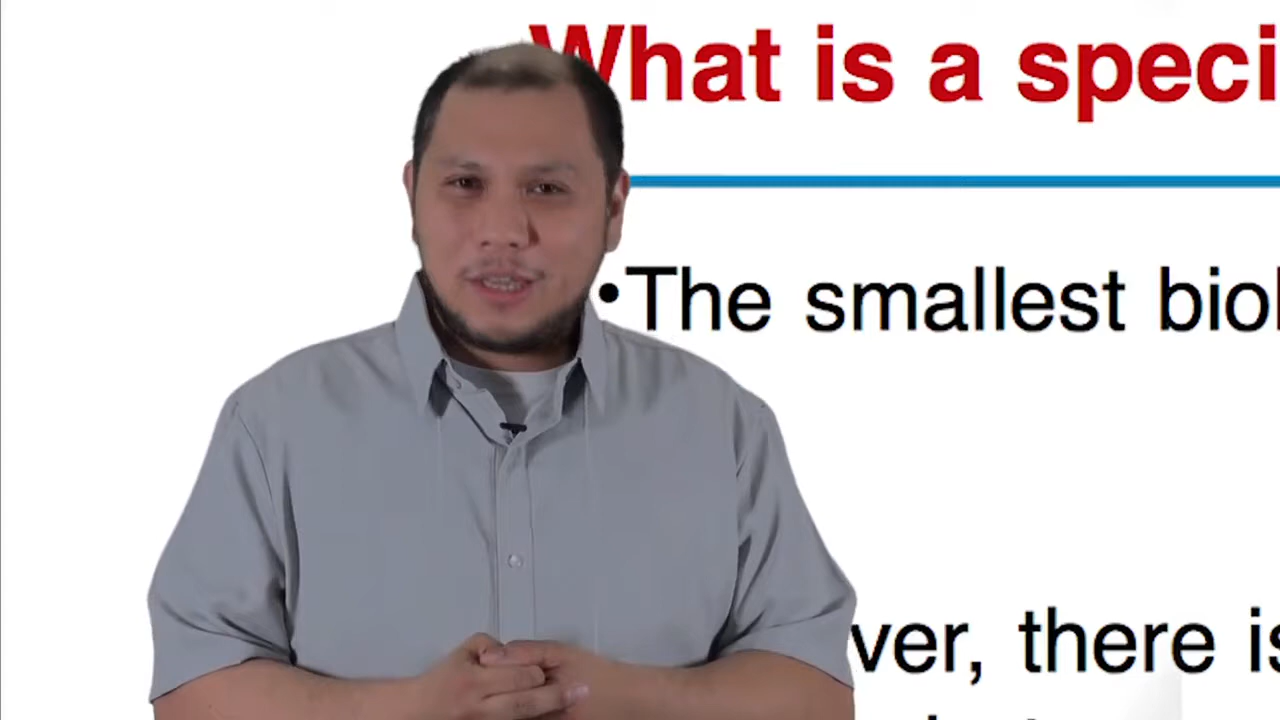 What is a speci
•The smallest biol
ver, there is